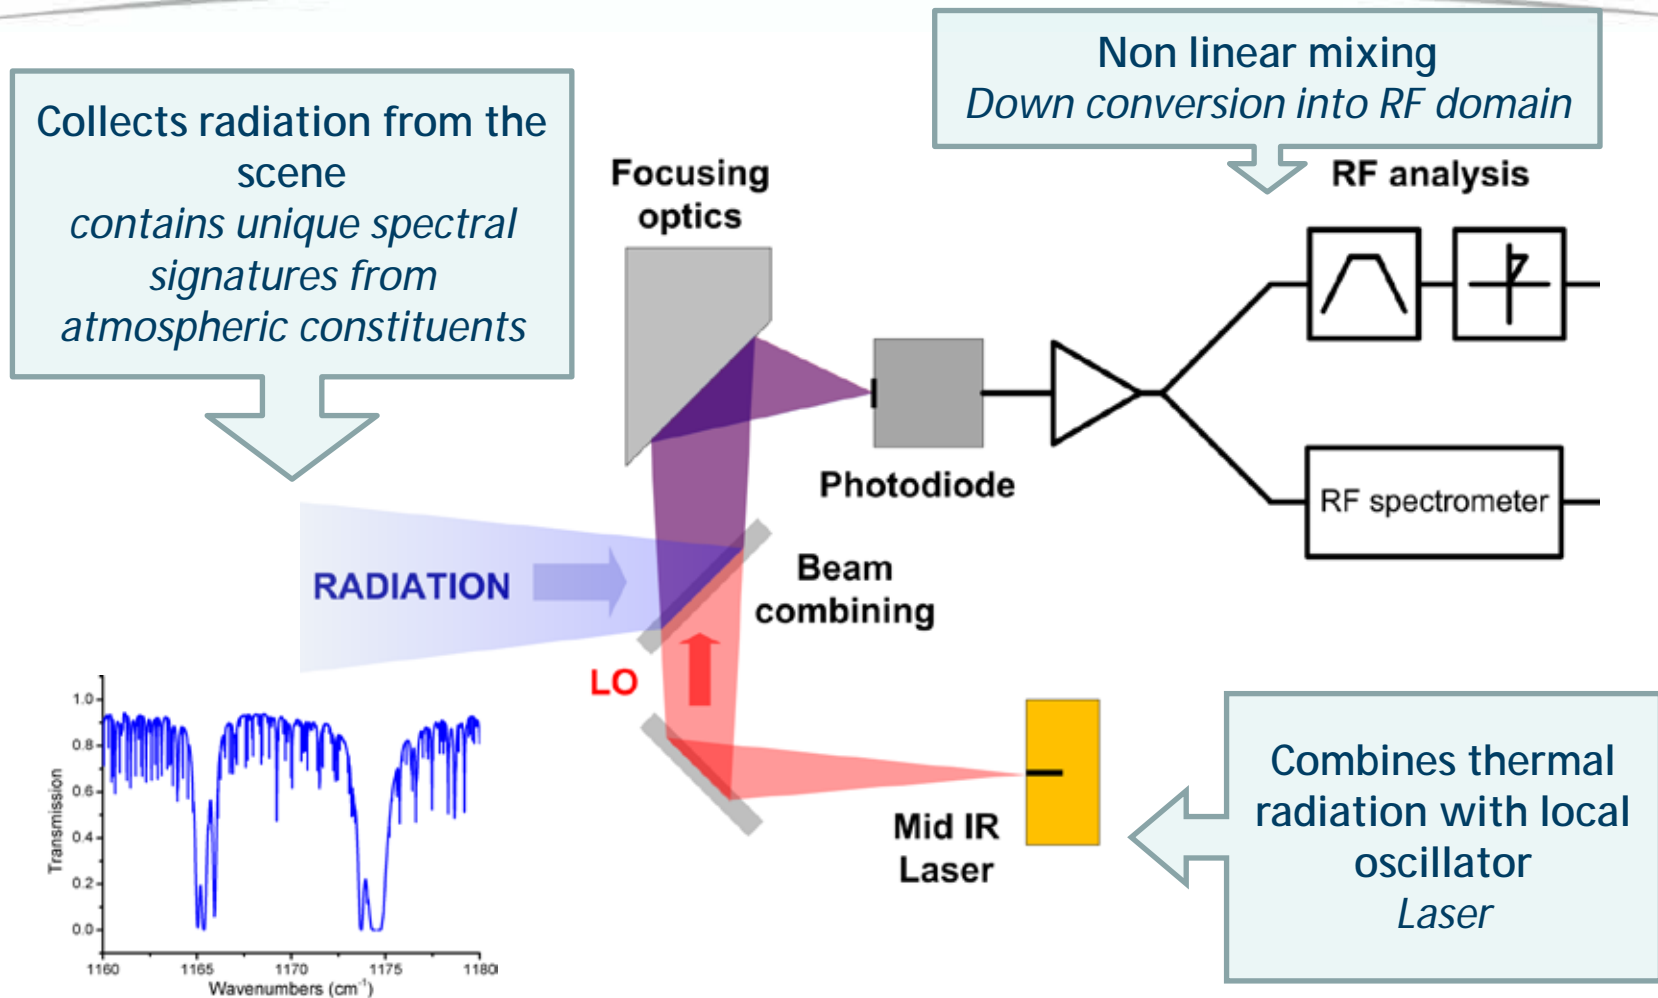 Non linear mixing
Down conversion into RF domain
Collects radiation from the
scene
contains unique spectral
signatures from
atmospheric constituents
Focusing
optics
RF analysis
Photodiode
RF spectrometer
RADIATION
Beam
combining
LO
Mid IR
Laser
Combines thermal
radiation with local
oscillator
Laser
Transmission
1.0
0.8
0.6
0.4
0.2
0.0
1160 1165 1170 1175 1180
Wavenumbers (cm⁻¹)